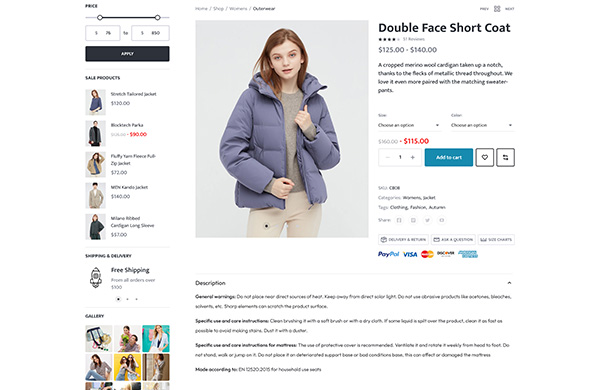 PRICE
$ 76 to $ 850
APPLY
SALE PRODUCTS
Stretch Tailored Jacket
$130.00
Blocktech Parka
$90.00
Fluffy Yarn Fleece Full-
Zip Jacket
$72.00
MEN Kando Jacket
$140.00
Milano Ribbed
Cardigan Long Sleeve
$57.00
SHIPPING & DELIVERY
Free Shipping
From all orders over
$100
GALLERY
Home / Shop / Womens / Outerwear
PREV NEXT
Double Face Short Coat
31 Reviews
$125.00 - $140.00
A cropped merino wool cardigan taken up a notch,
thanks to the flecks of metallic thread throughout. We
love it even more paired with the matching sweater-
pants.
Size: Color:
Choose an option Choose an option
$160.00 - $115.00
− 1 + Add to cart
SKU: C808
Categories: Womens, Jacket
Tags: Clothing, Fashion, Autumn
Share:
DELIVERY & RETURN ASK A QUESTION SIZE CHARTS
PayPal VISA DISCOVER
Description
General warnings: Do not place near direct sources of heat. Keep away from direct solar light. Do not use abrasive products like acetones, bleaches,
solvents, etc. Sharp elements can scratch the product surface.
Specific use and care instructions: Clean brushing it with a soft brush or with a dry cloth. If some liquid is spilt over the product, clean it as fast as
possible to avoid making stains. Dust it with a duster.
Specific use and care instructions for mattress: The use of protective cover is recommended. Ventilate it and rotate it weekly from head to foot. Do
not stand, walk or jump on it. Do not place it on deteriorated support base or bad conditions base, this can effect or damaged the mattress
Made according to: EN 12520:2015 for household use seats